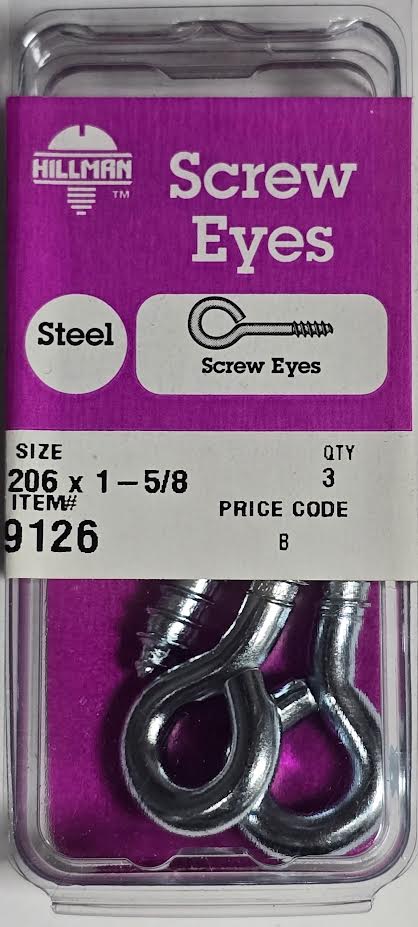 HILLMAN
TM
Screw
Eyes
Steel
Screw Eyes
SIZE
QTY
206 x 1-5/8
3
ITEM#
PRICE CODE
9126
B